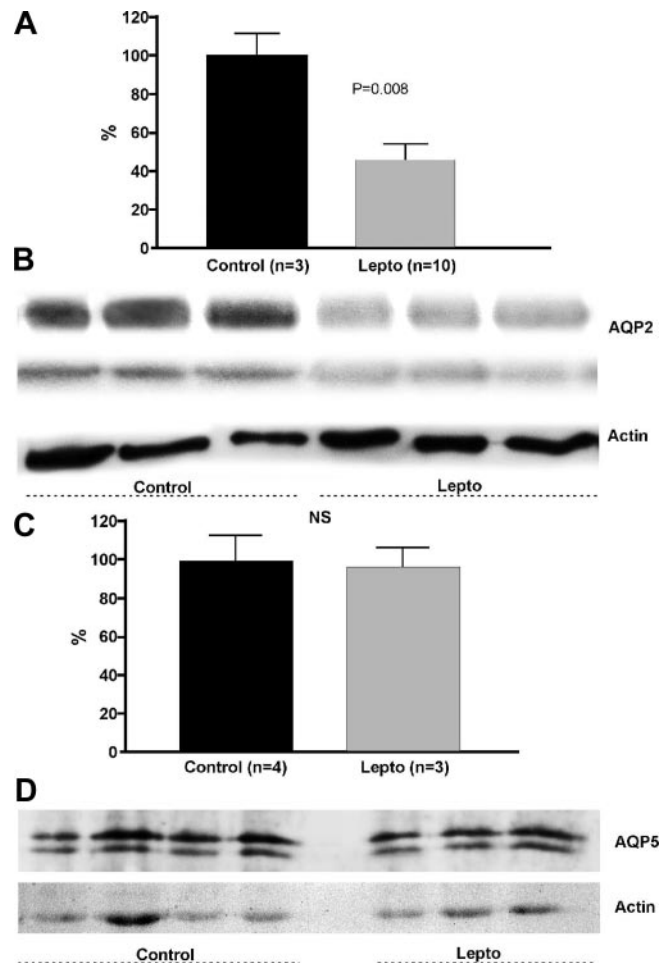 A
120
100
80
60
40
20
0
%
P=0.008
Control (n=3) Lepto (n=10)
B
AQP2
Actin
Control Lepto
C
120
100
80
60
40
20
0
%
NS
Control (n=4) Lepto (n=3)
D
AQP5
Actin
Control Lepto